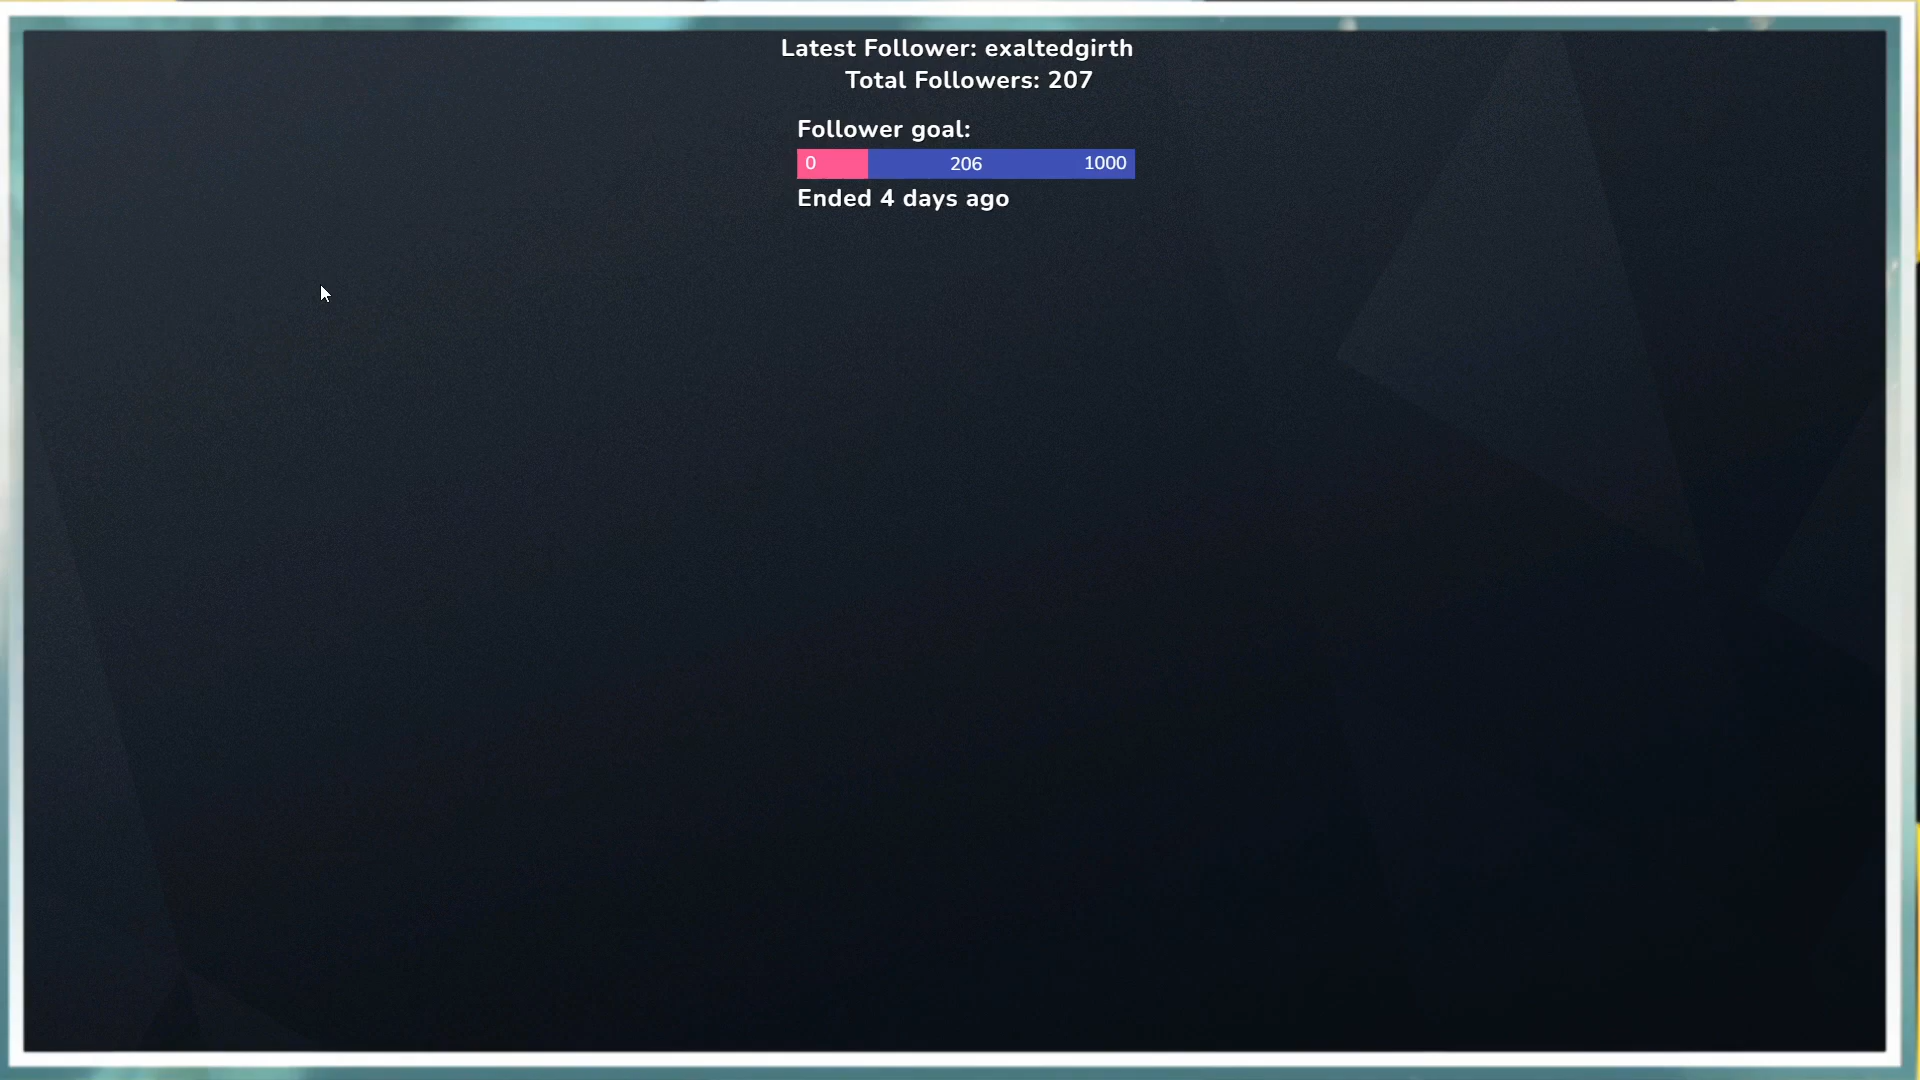 Latest Follower: exaltedgirth
Total Followers: 207
Follower goal:
0 206 1000
Ended 4 days ago